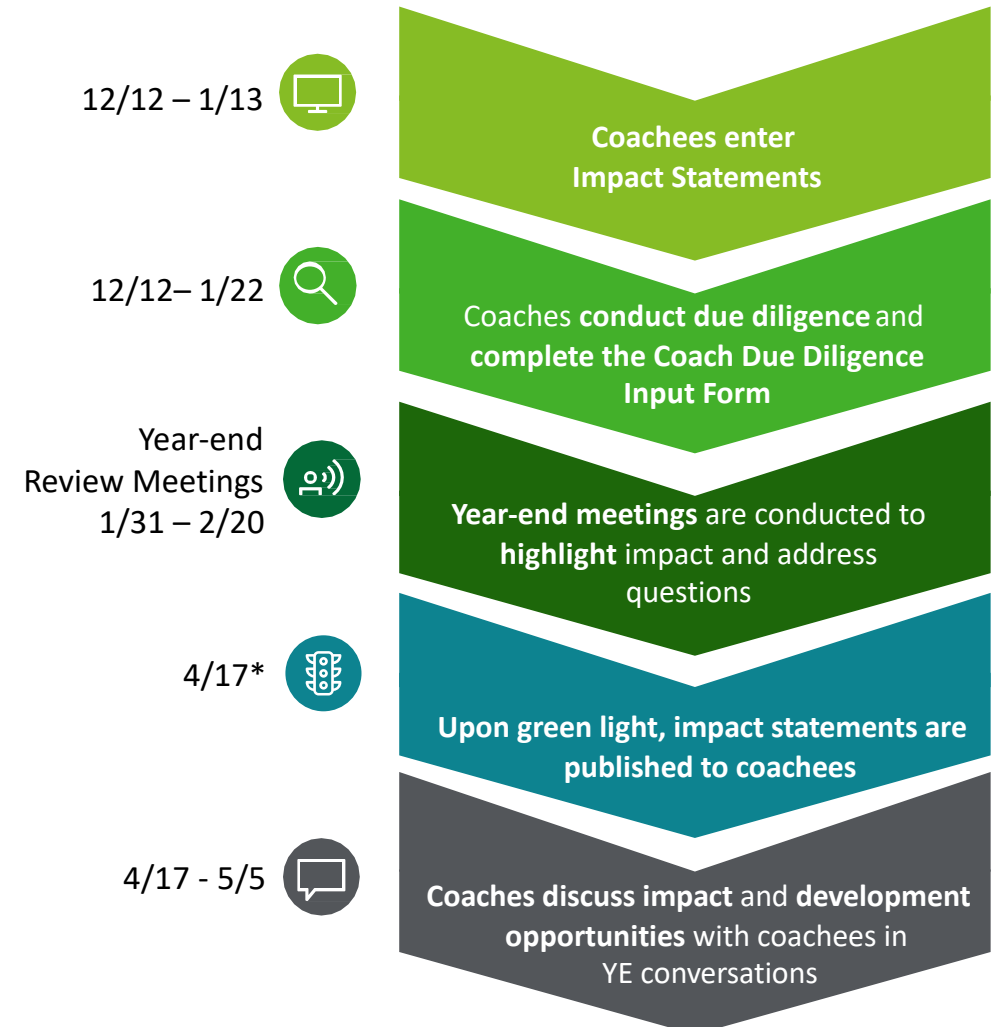 12/12 – 1/13
Coachees enter
Impact Statements
12/12– 1/22
Coaches conduct due diligence and
complete the Coach Due Diligence
Input Form
Year-end
Review Meetings
1/31 – 2/20
Year-end meetings are conducted to
highlight impact and address
questions
4/17*
Upon green light, impact statements are
published to coachees
4/17 - 5/5
Coaches discuss impact and development
opportunities with coachees in
YE conversations